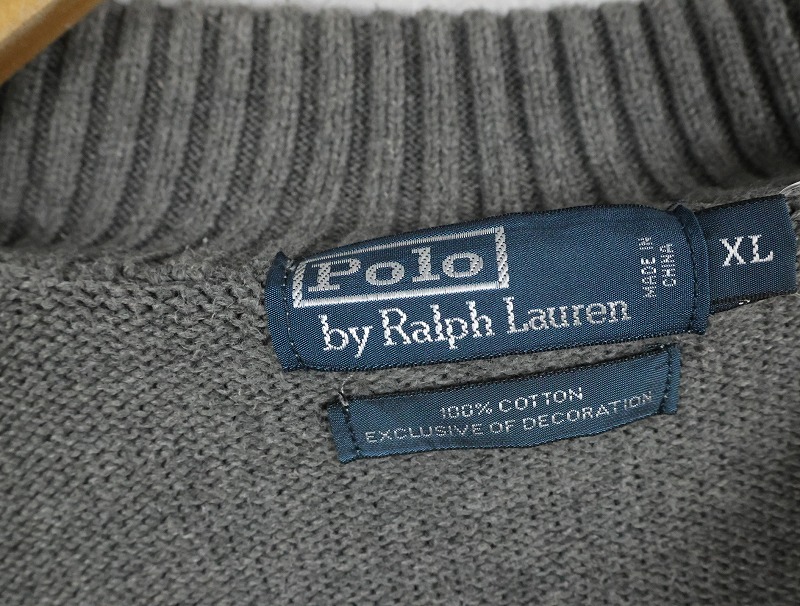 Polo
by Ralph Lauren
MADE IN
CHINA
XL
100% COTTON
EXCLUSIVE OF DECORATION